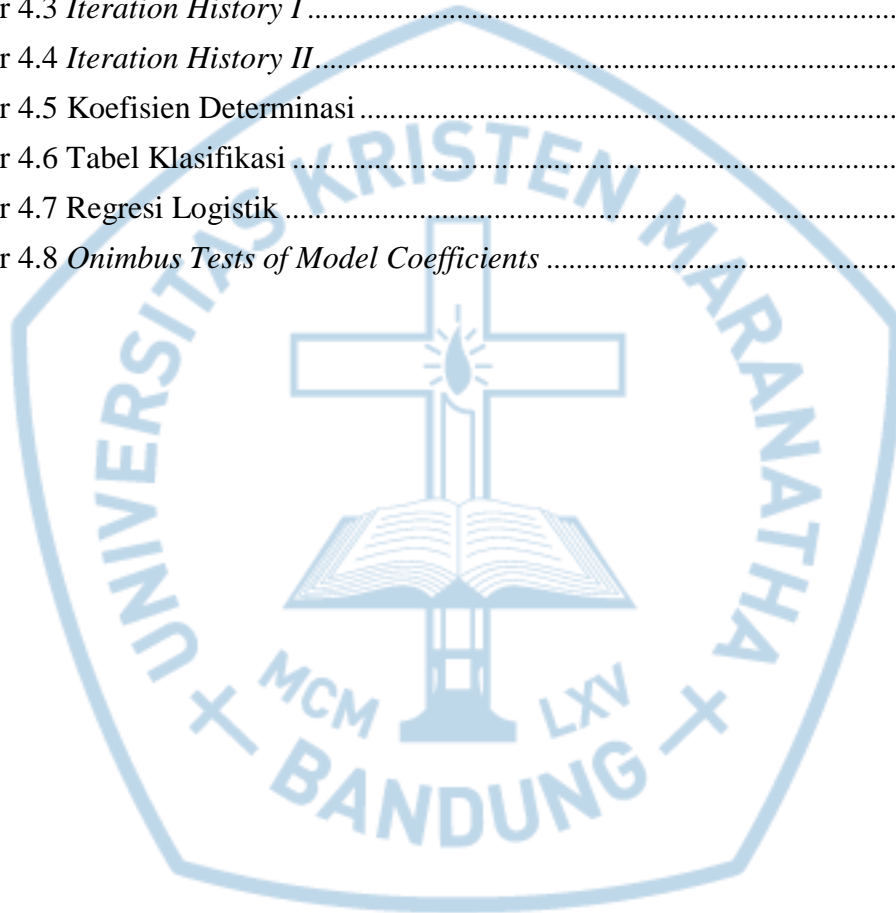 r 4.3 Iteration History I
r 4.4 Iteration History II
r 4.5 Koefisien Determinasi
r 4.6 Tabel Klasifikasi
r 4.7 Regresi Logistik
r 4.8 Onimbus Tests of Model Coefficients
UNIVERSITAS KRISTEN MARANATHA
MCM LXV
BANDUNG